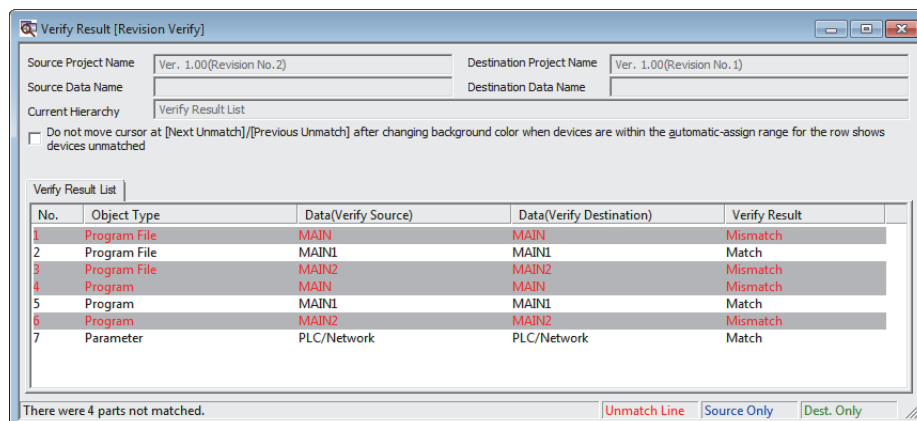 Verify Result [Revision Verify]
Source Project Name Ver. 1.00(Revision No.2) Destination Project Name Ver. 1.00(Revision No.1)
Source Data Name Destination Data Name
Current Hierarchy Verify Result List
Do not move cursor at [Next Unmatch]/[Previous Unmatch] after changing background color when devices are within the automatic-assign range for the row shows
devices unmatched
Verify Result List
No. Object Type Data(Verify Source) Data(Verify Destination) Verify Result
1 Program File MAIN MAIN Mismatch
2 Program File MAIN1 MAIN1 Match
3 Program File MAIN2 MAIN2 Mismatch
4 Program MAIN MAIN Mismatch
5 Program MAIN1 MAIN1 Match
6 Program MAIN2 MAIN2 Mismatch
7 Parameter PLC/Network PLC/Network Match
There were 4 parts not matched. Unmatch Line Source Only Dest. Only